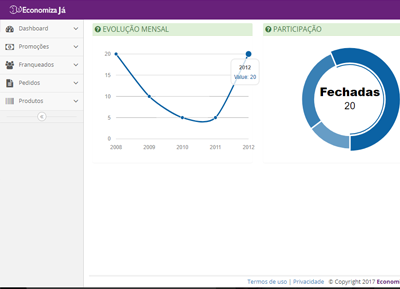 Economiza Já
Dashboard
Promoções
Franqueados
Pedidos
Produtos
EVOLUÇÃO MENSAL
20
15
10
5
0
2008
2009
2010
2011
2012
2012
Value: 20
PARTICIPAÇÃO
Fechadas
20
Termos de uso | Privacidade © Copyright 2017 Econom